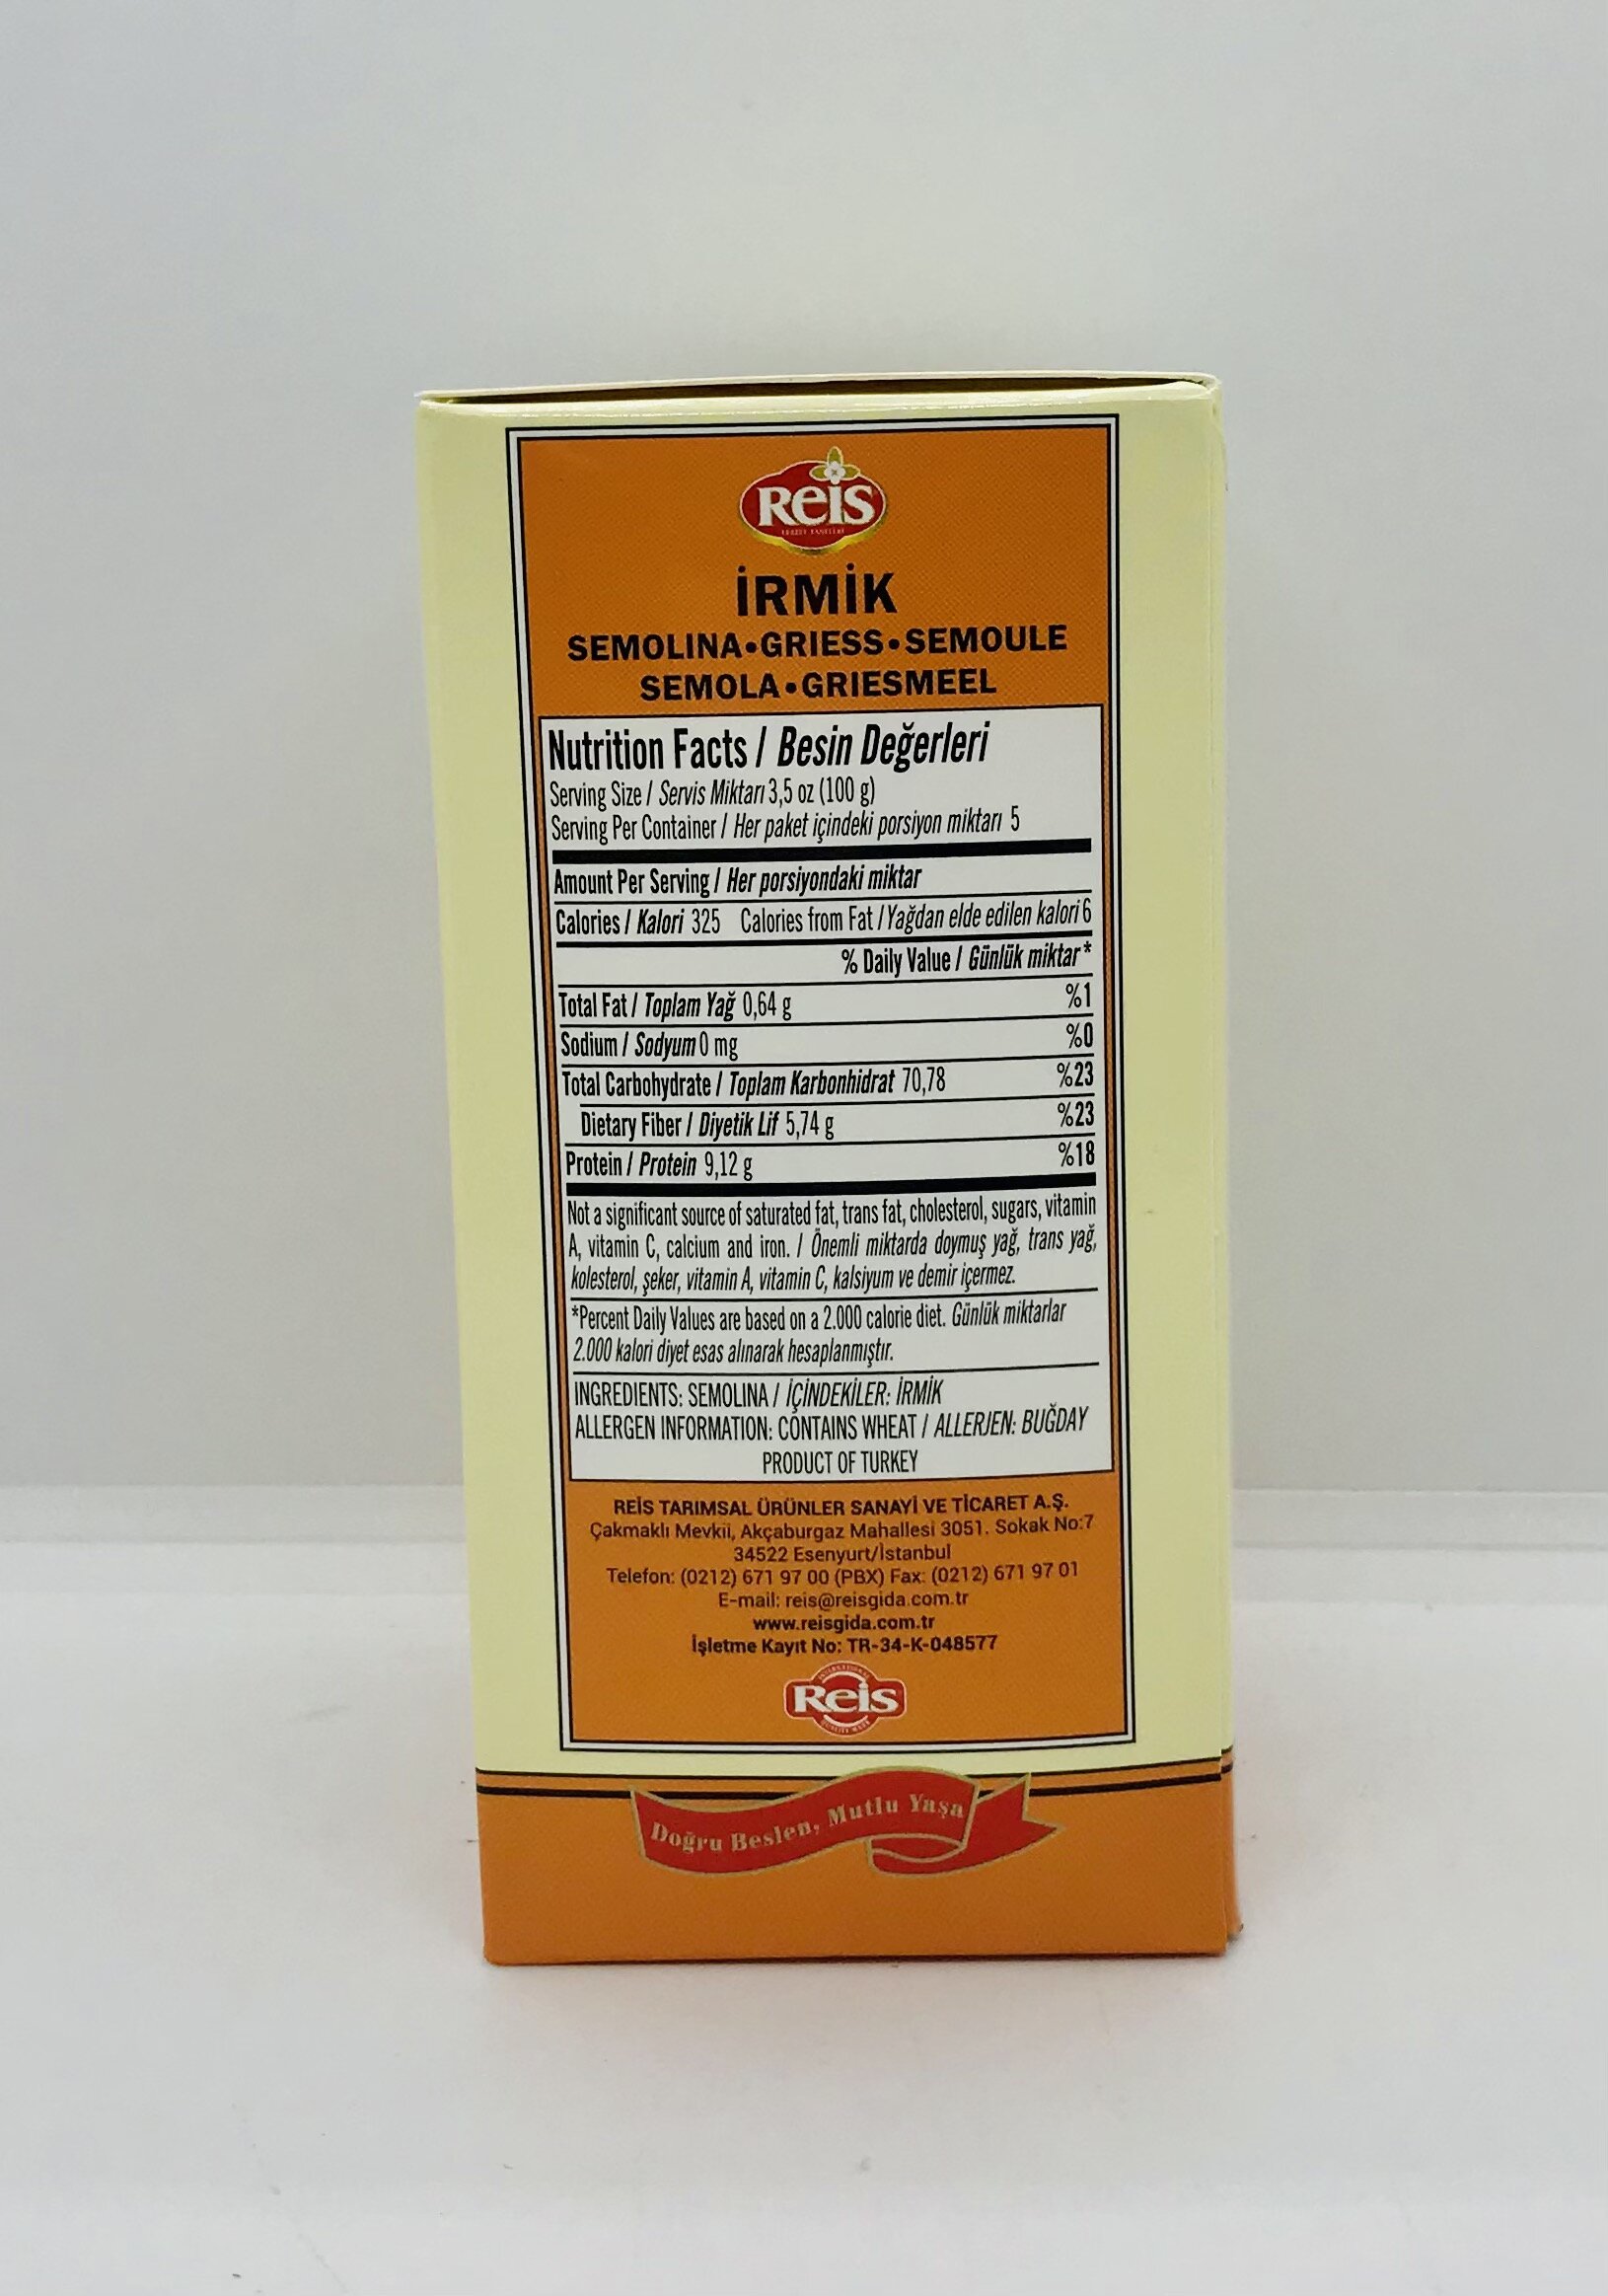 Reis
İRMİK
SEMOLINA•GRIESS•SEMOULE
SEMOLA•GRIESMEEL
Nutrition Facts / Besin Değerleri
Serving Size / Servis Miktarı 3,5 oz (100 g)
Serving Per Container / Her paket içindeki porsiyon miktarı 5
Amount Per Serving / Her porsiyondaki miktar
Calories / Kalori 325 Calories from Fat / Yağdan elde edilen kalori 6
% Daily Value / Günlük miktar*
Total Fat / Toplam Yağ 0,64 g %1
Sodium / Sodyum 0 mg %0
Total Carbohydrate / Toplam Karbonhidrat 70,78 %23
Dietary Fiber / Diyetik Lif 5,74 g %23
Protein / Protein 9,12 g %18
Not a significant source of saturated fat, trans fat, cholesterol, sugars, vitamin
A, vitamin C, calcium and iron. / Önemli miktarda doymuş yağ, trans yağ,
kolesterol, şeker, vitamin A, vitamin C, kalsiyum ve demir içermez.
*Percent Daily Values are based on a 2.000 calorie diet. Günlük miktarlar
2.000 kalori diyet esas alınarak hesaplanmıştır.
INGREDIENTS: SEMOLINA / İÇİNDEKİLER: İRMİK
ALLERGEN INFORMATION: CONTAINS WHEAT / ALLERJEN: BUĞDAY
PRODUCT OF TURKEY
REİS TARIMSAL ÜRÜNLER SANAYİ VE TİCARET A.Ş.
Çakmaklı Mevkii, Akçaburgaz Mahallesi 3051. Sokak No:7
34522 Esenyurt/İstanbul
Telefon: (0212) 671 97 00 (PBX) Fax: (0212) 671 97 01
E-mail: reis@reisgida.com.tr
www.reisgida.com.tr
İşletme Kayıt No: TR-34-K-048577
Reis
Doğru Beslen, Mutlu Yaşa